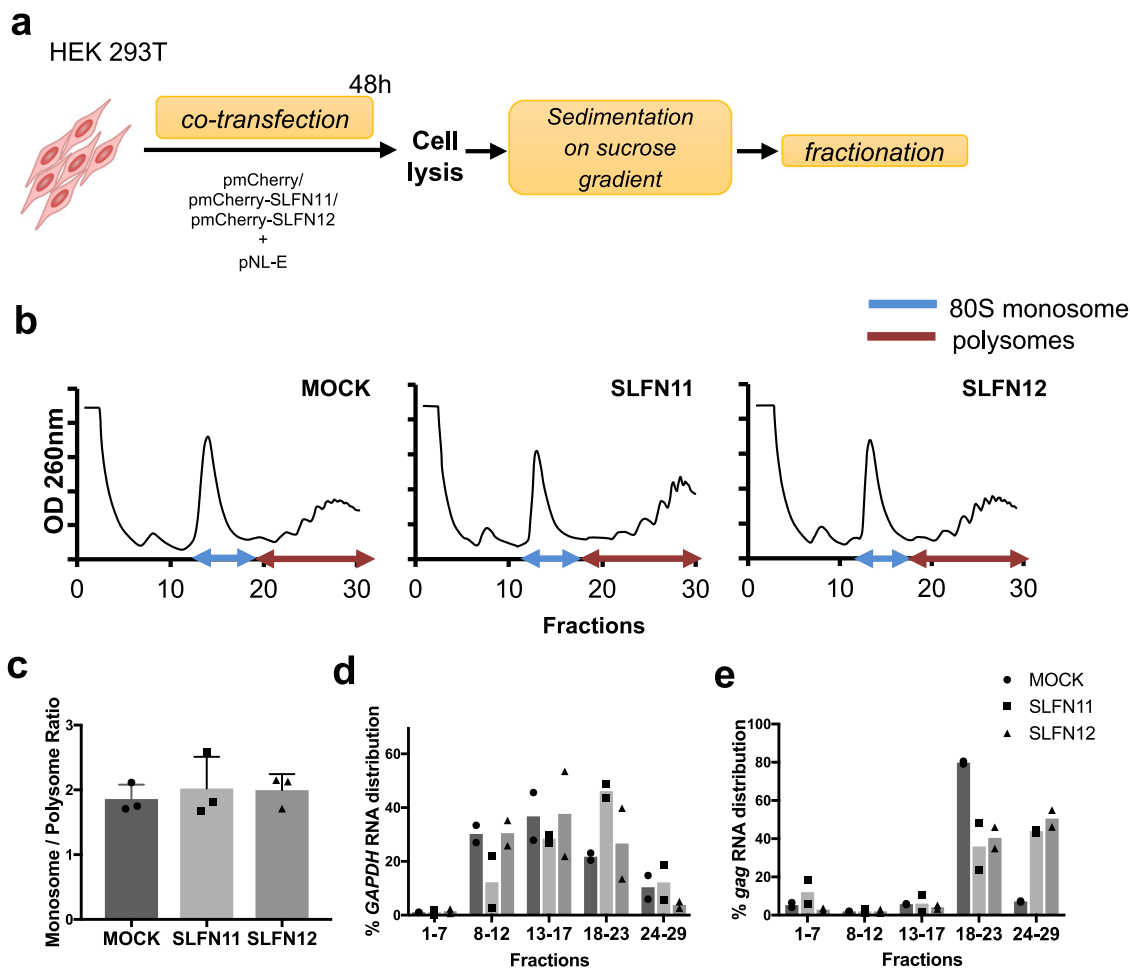 a
HEK 293T
48h
co-transfection
Cell
lysis
Sedimentation
on sucrose
gradient
fractionation
pmCherry/
pmCherry-SLFN11/
pmCherry-SLFN12
+
pNL-E
80S monosome
polysomes
b
MOCK
SLFN11
SLFN12
OD 260nm
0 10 20 30
0 10 20 30
0 10 20 30
Fractions
c
Monosome / Polysome Ratio
3
2
1
0
MOCK SLFN11 SLFN12
d
% GAPDH RNA distribution
60
40
20
0
1-7 8-12 13-17 18-23 24-29
Fractions
e
MOCK
SLFN11
SLFN12
% gag RNA distribution
100
80
60
40
20
0
1-7 8-12 13-17 18-23 24-29
Fractions